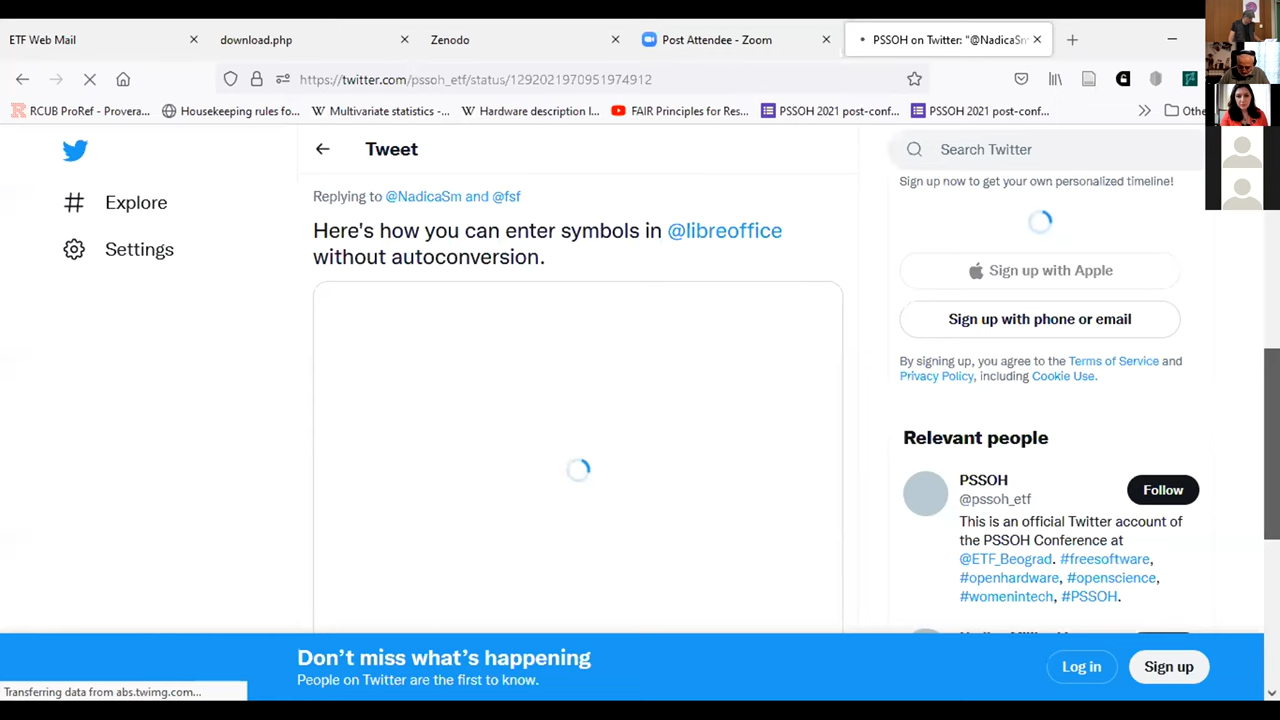 ETF Web Mail
download.php
Zenodo
Post Attendee - Zoom
PSSOH on Twitter: "@NadicaSm
https://twitter.com/pssoh_etf/status/1292021970951974912
RCUB ProRef - Provera...
Housekeeping rules fo...
Multivariate statistics -...
Hardware description l...
FAIR Principles for Res...
PSSOH 2021 post-conf...
PSSOH 2021 post-conf...
Othe
Explore
Settings
Tweet
Replying to @NadicaSm and @fsf
Here's how you can enter symbols in @libreoffice
without autoconversion.
Search Twitter
Sign up now to get your own personalized timeline!
Sign up with Apple
Sign up with phone or email
By signing up, you agree to the Terms of Service and
Privacy Policy, including Cookie Use.
Relevant people
PSSOH
@pssoh_etf
Follow
This is an official Twitter account of
the PSSOH Conference at
@ETF_Beograd. #freesoftware,
#openhardware, #openscience,
#womenintech, #PSSOH.
Don't miss what's happening
People on Twitter are the first to know.
Log in
Sign up
Transferring data from abs.twimg.com...